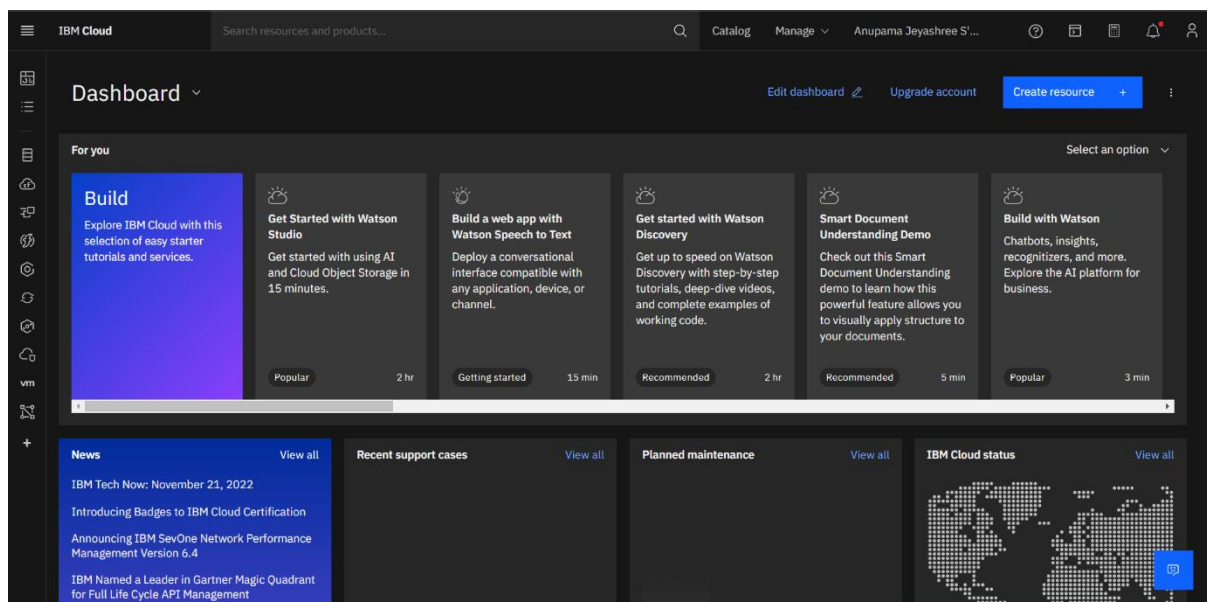 IBM Cloud
Search resources and products...
Catalog
Manage
Anupama Jeyashree S'...
Dashboard
Edit dashboard
Upgrade account
Create resource +
For you
Select an option
Build
Explore IBM Cloud with this
selection of easy starter
tutorials and services.
Get Started with Watson
Studio
Get started with using AI
and Cloud Object Storage in
15 minutes.
Popular
2 hr
Build a web app with
Watson Speech to Text
Deploy a conversational
interface compatible with
any application, device, or
channel.
Getting started
15 min
Get started with Watson
Discovery
Get up to speed on Watson
Discovery with step-by-step
tutorials, deep-dive videos,
and complete examples of
working code.
Recommended
2 hr
Smart Document
Understanding Demo
Check out this Smart
Document Understanding
demo to learn how this
powerful feature allows you
to visually apply structure to
your documents.
Recommended
5 min
Build with Watson
Chatbots, insights,
recognitizers, and more.
Explore the AI platform for
business.
Popular
3 min
vm
+
News
View all
IBM Tech Now: November 21, 2022
Introducing Badges to IBM Cloud Certification
Announcing IBM SevOne Network Performance
Management Version 6.4
IBM Named a Leader in Gartner Magic Quadrant
for Full Life Cycle API Management
Recent support cases
View all
Planned maintenance
View all
IBM Cloud status
View all